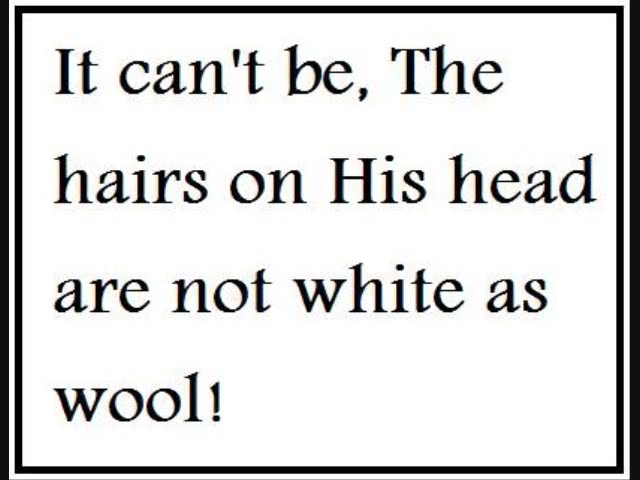 It can't be, The
hairs on His head
are not white as
wool!